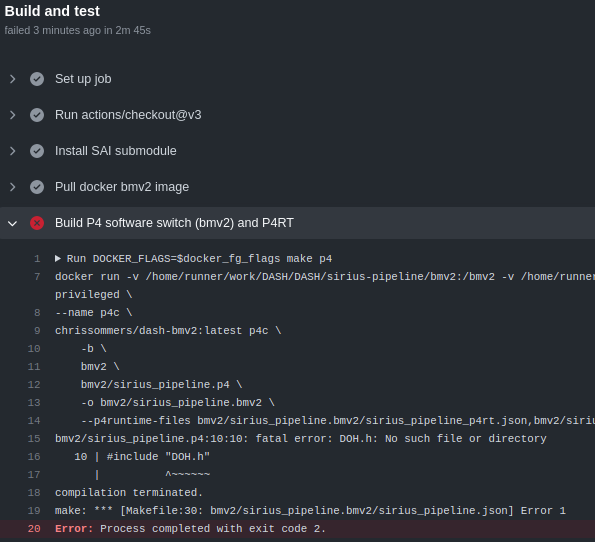 Build and test
failed 3 minutes ago in 2m 45s
Set up job
Run actions/checkout@v3
Install SAI submodule
Pull docker bmv2 image
Build P4 software switch (bmv2) and P4RT
1 Run DOCKER_FLAGS=$docker_fg_flags make p4
7 docker run -v /home/runner/work/DASH/DASH/sirius-pipeline/bmv2:/bmv2 -v /home/runner
privileged \
8 --name p4c \
9 chrissommers/dash-bmv2:latest p4c \
10 -b \
11 bmv2 \
12 bmv2/sirius_pipeline.p4 \
13 -o bmv2/sirius_pipeline.bmv2 \
14 --p4runtime-files bmv2/sirius_pipeline.bmv2/sirius_pipeline_p4rt.json,bmv2/siriu
15 bmv2/sirius_pipeline.p4:10:10: fatal error: DOH.h: No such file or directory
16 10 | #include "DOH.h"
17 | ^~~~~~~
18 compilation terminated.
19 make: *** [Makefile:30: bmv2/sirius_pipeline.bmv2/sirius_pipeline.json] Error 1
20 Error: Process completed with exit code 2.